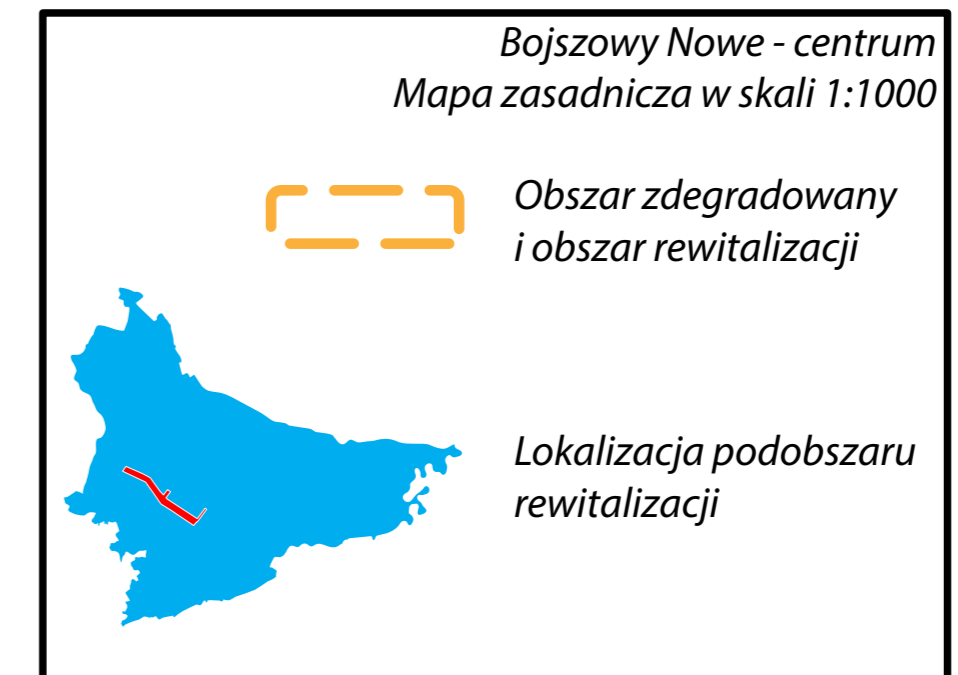 Bojszowy Nowe - centrum
Mapa zasadnicza w skali 1:1000
Obszar zdegradowany
i obszar rewitalizacji
Lokalizacja podobszaru
rewitalizacji